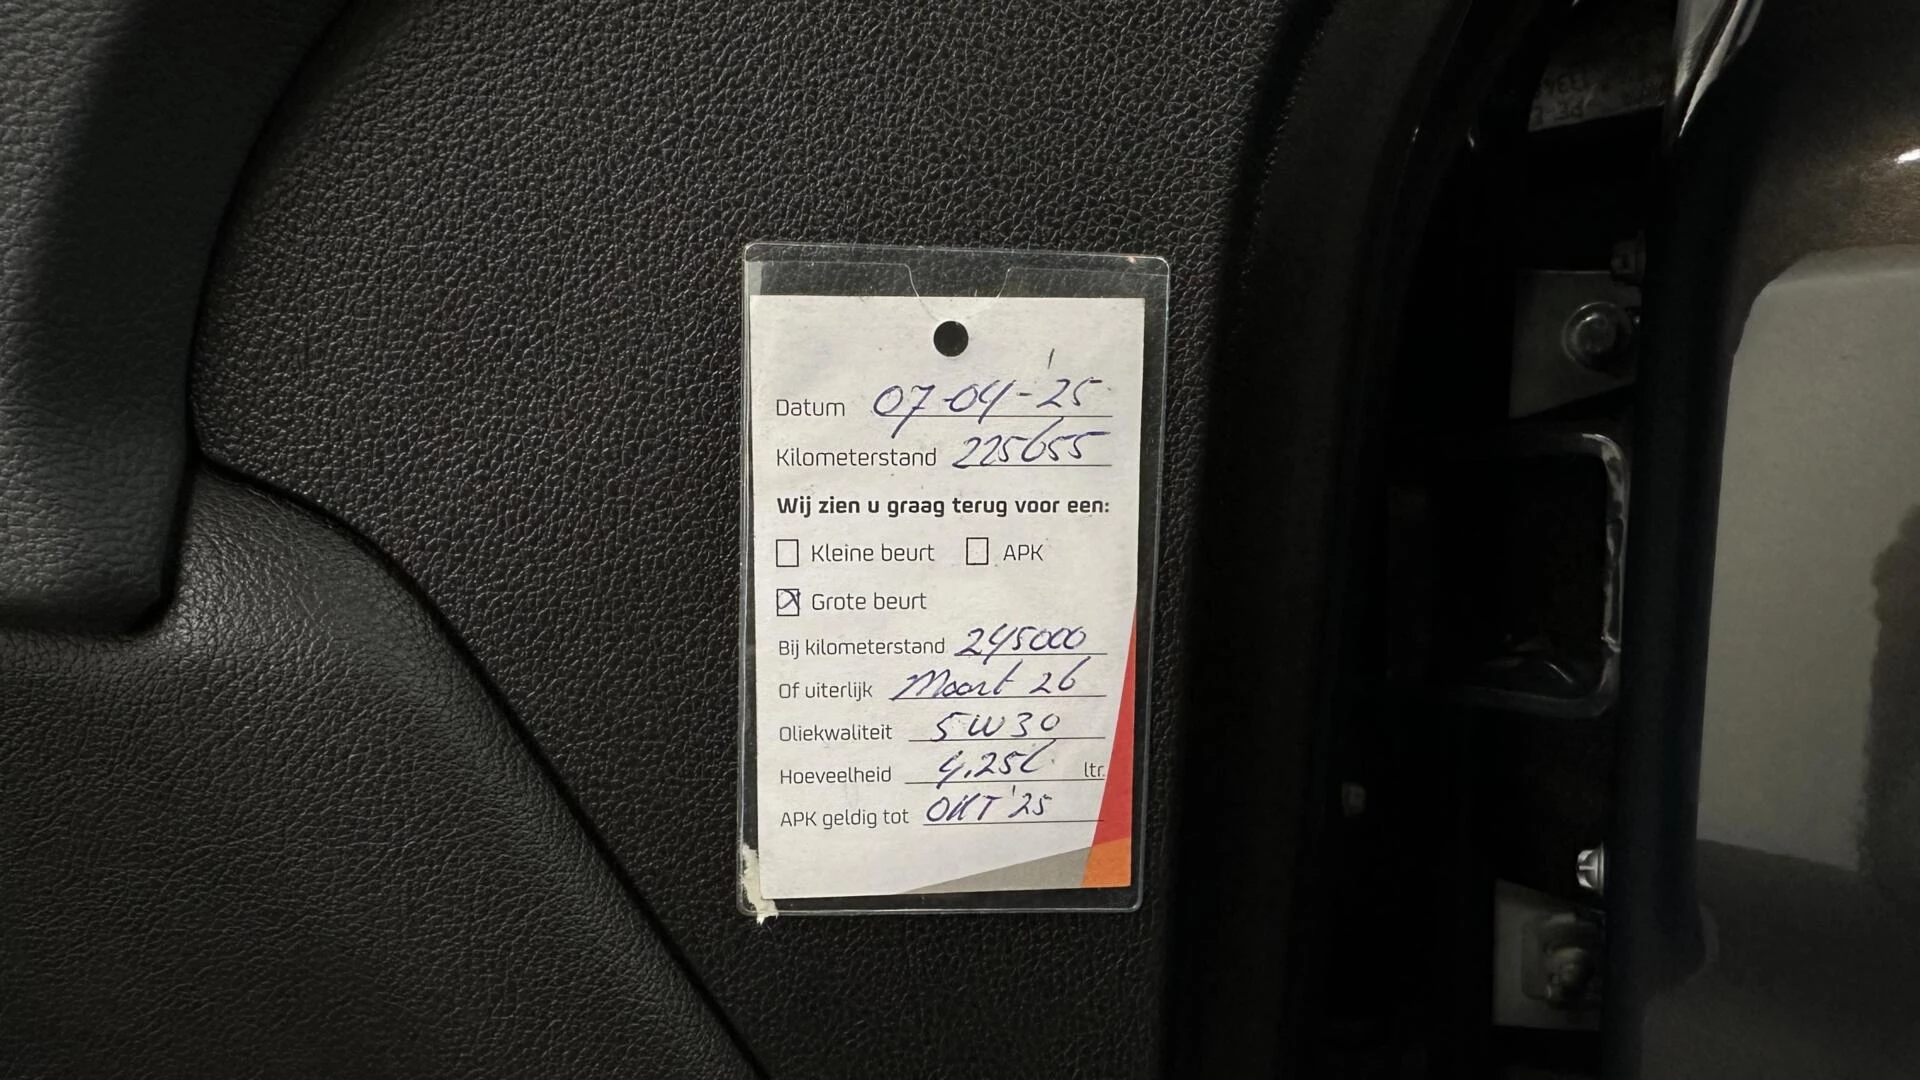 Datum 07-04-'25
Kilometerstand 225655
Wij zien u graag terug voor een:
Kleine beurt APK
Grote beurt
Bij kilometerstand 245000
Of uiterlijk Maart 26
Oliekwaliteit 5W30
Hoeveelheid 4.25L ltr.
APK geldig tot OKT '25